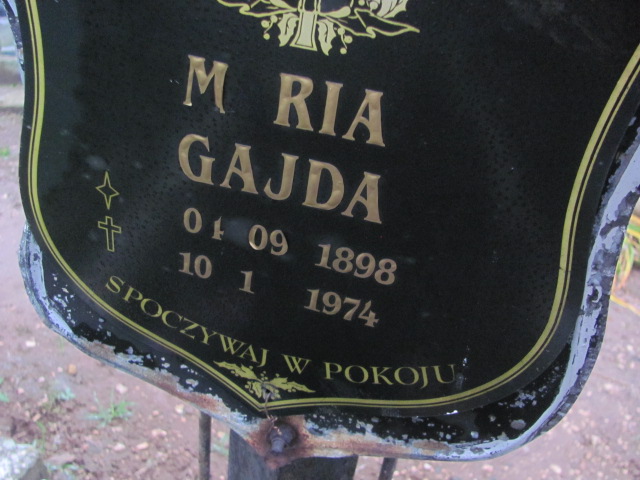 M RIA
GAJDA
04 09 1898
10 1 1974
SPOCZYWAJ W POKOJU